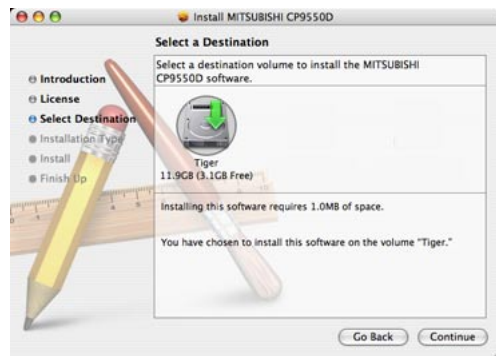 Install MITSUBISHI CP9550D
Select a Destination
Introduction
License
Select Destination
Installation Type
Install
Finish Up
Select a destination volume to install the MITSUBISHI
CP9550D software.
Tiger
11.9GB (3.1GB Free)
Installing this software requires 1.0MB of space.
You have chosen to install this software on the volume "Tiger."
Go Back
Continue